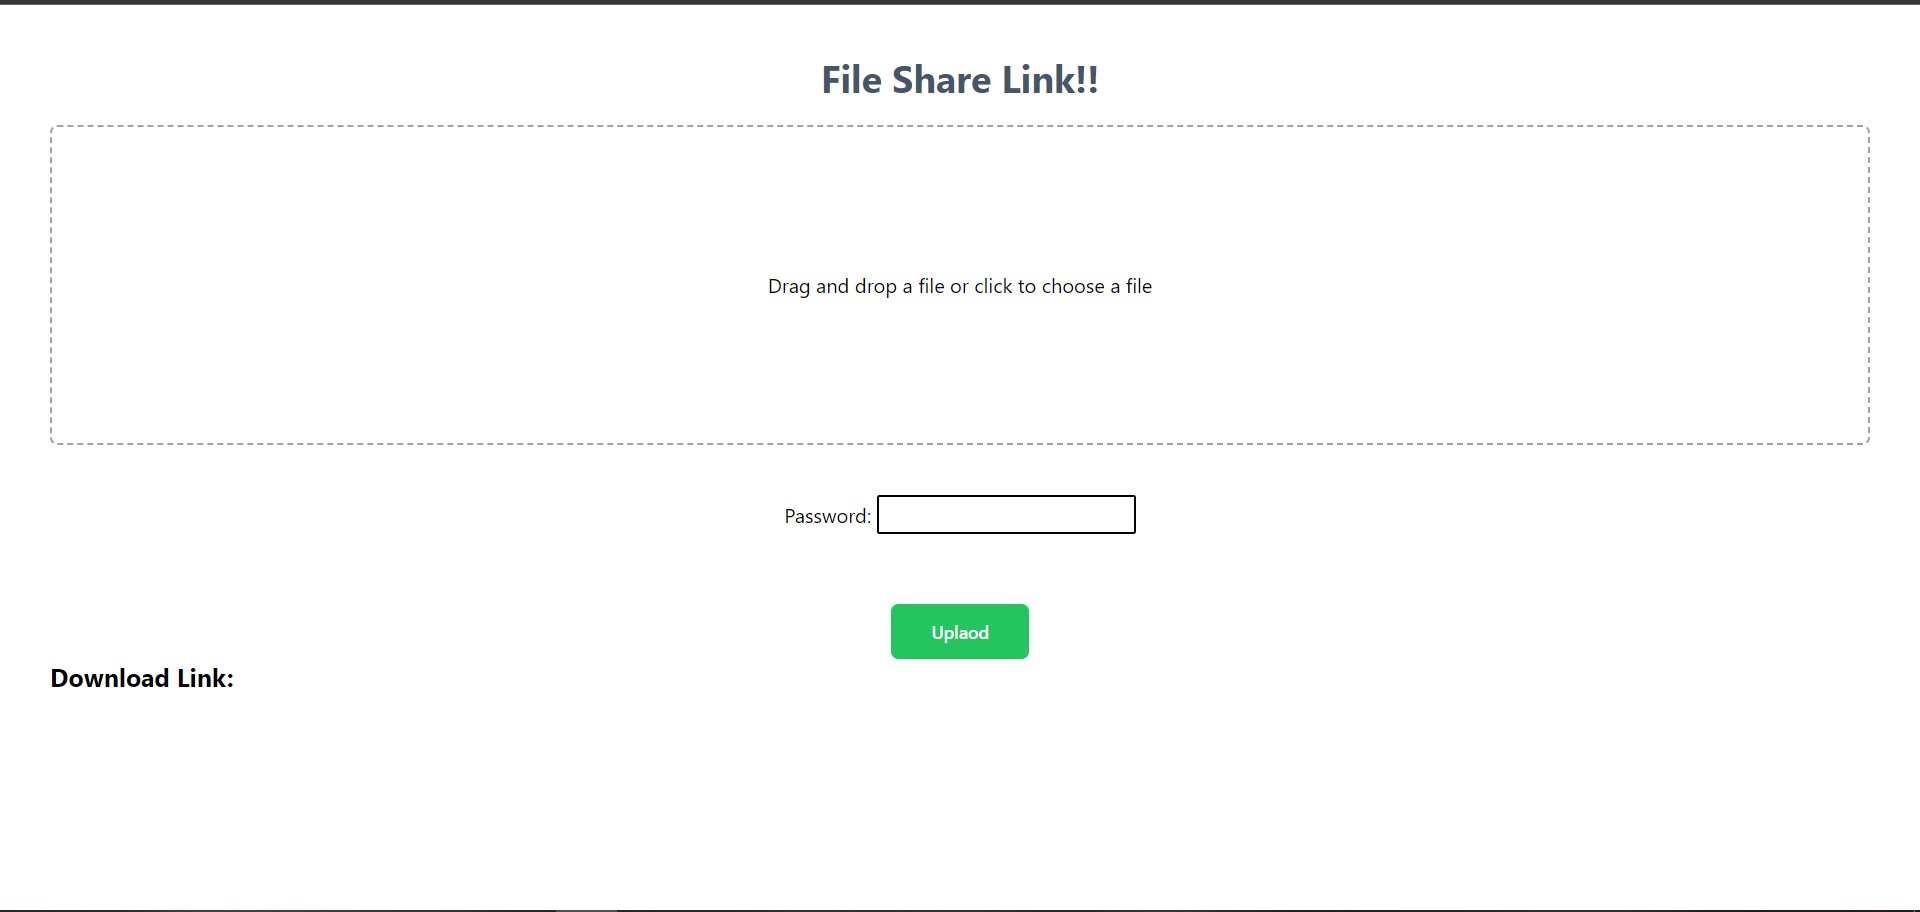 File Share Link!!
Drag and drop a file or click to choose a file
Password:
Uplaod
Download Link: